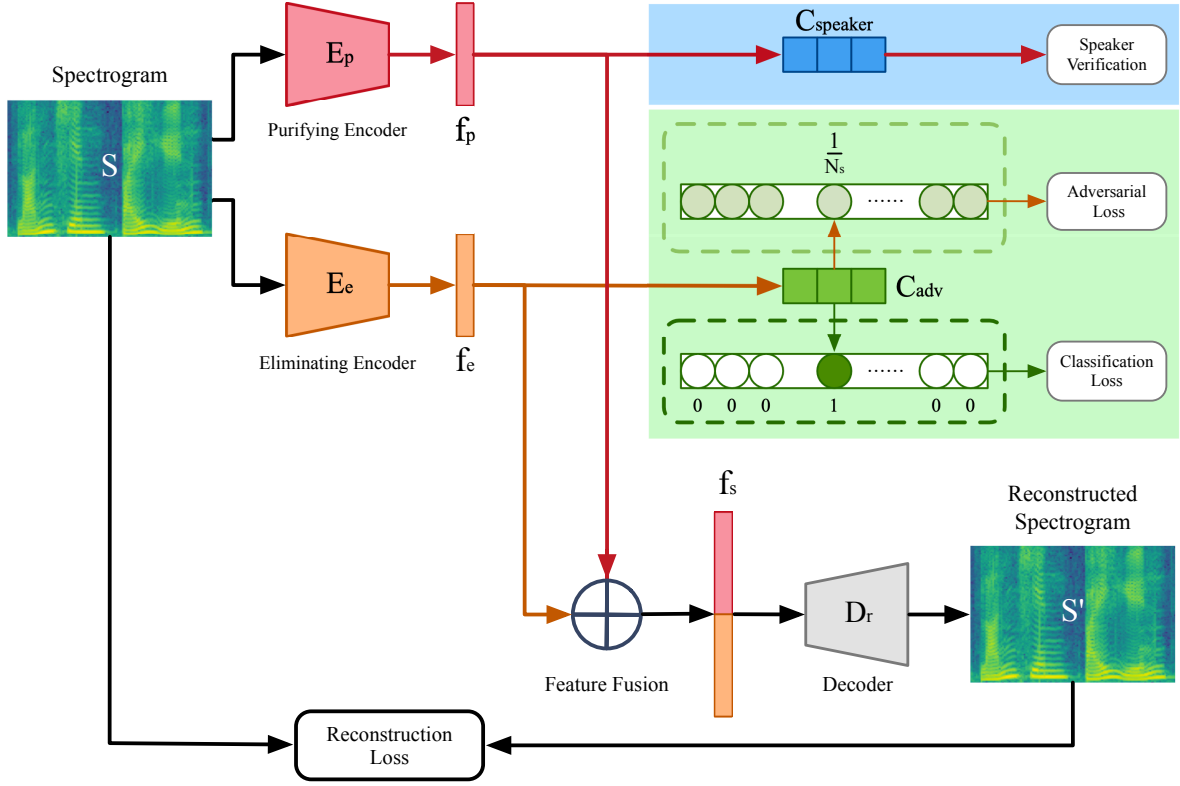 Spectrogram
S
Ep
Purifying Encoder
fp
Cspeaker
Speaker
Verification
1
Ns
......
Adversarial
Loss
Ee
Eliminating Encoder
fe
Cadv
......
0 0 0 1 0 0
Classification
Loss
Feature Fusion
fs
Dr
Decoder
Reconstructed
Spectrogram
S'
Reconstruction
Loss